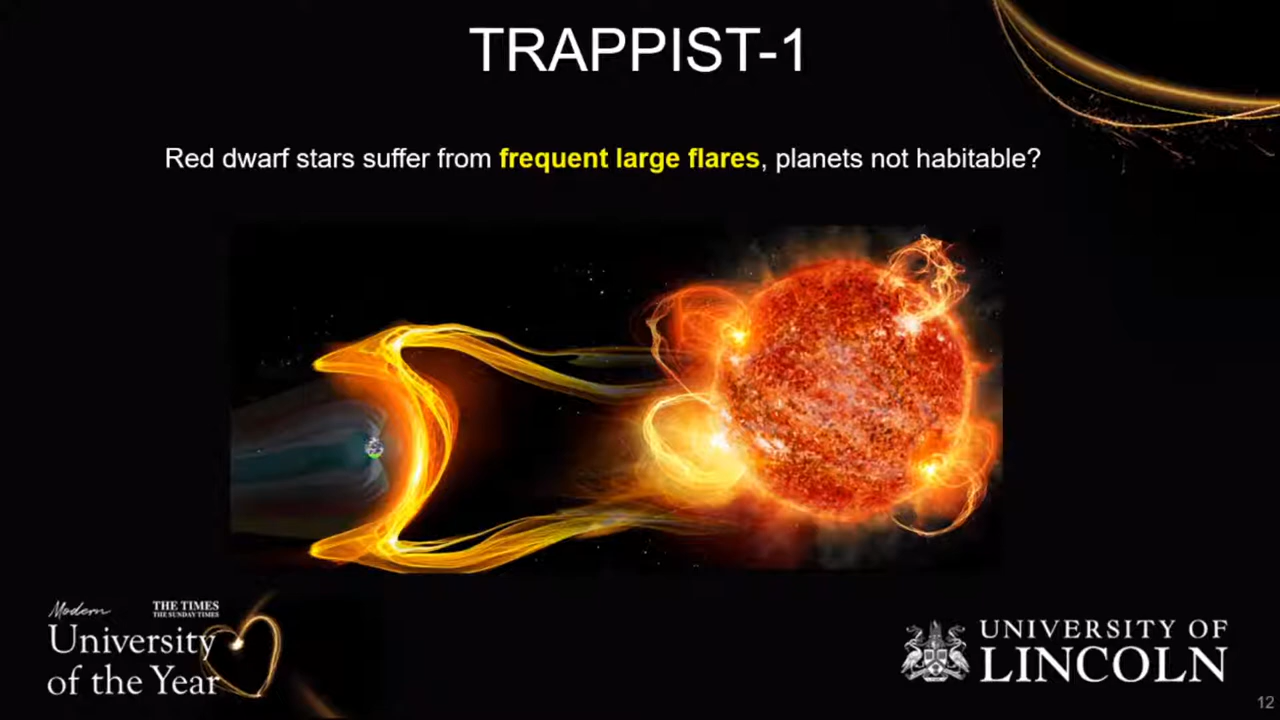 TRAPPIST-1
Red dwarf stars suffer from frequent large flares, planets not habitable?
Modern
THE TIMES
THE SUNDAY TIMES
University
of the Year
UNIVERSITY OF
LINCOLN
12